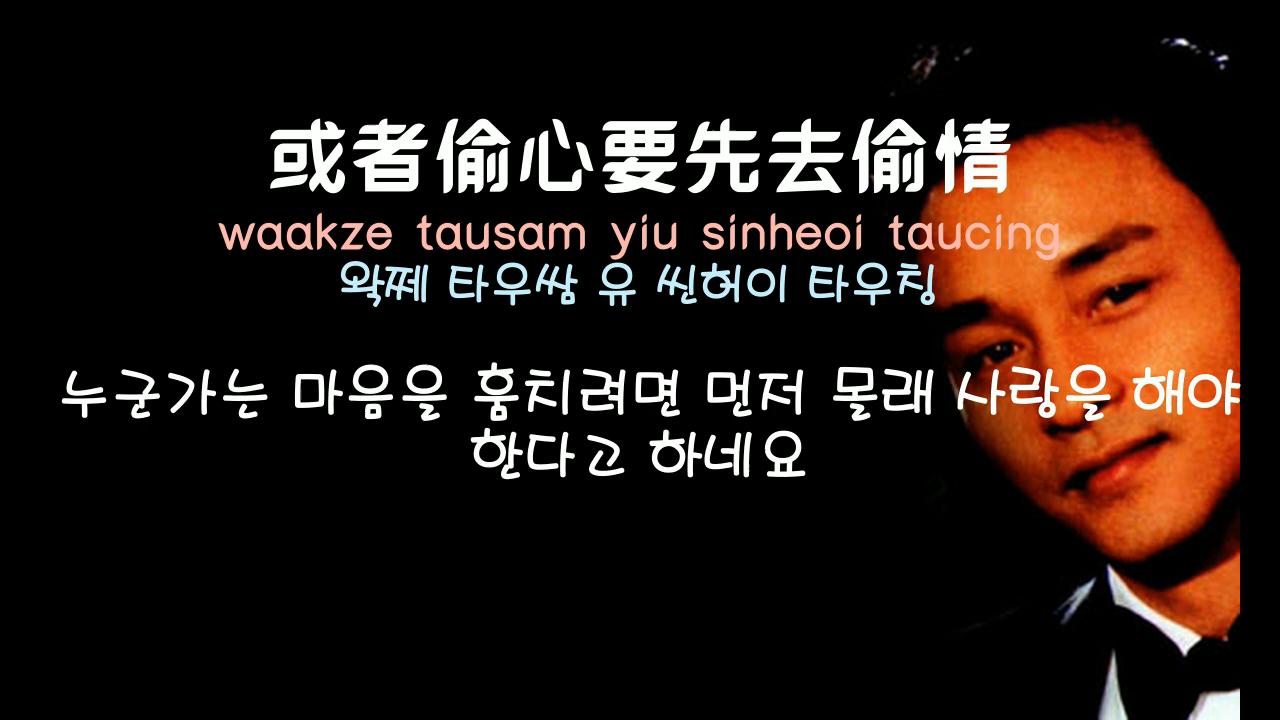 或者偷心要先去偷情
waakze tausam yiu sinheoi taucing
왁쩨 타우쌈 유 씬허이 타우칭
누군가는 마음을 훔치려면 먼저 몰래 사랑을 해야
한다고 하네요